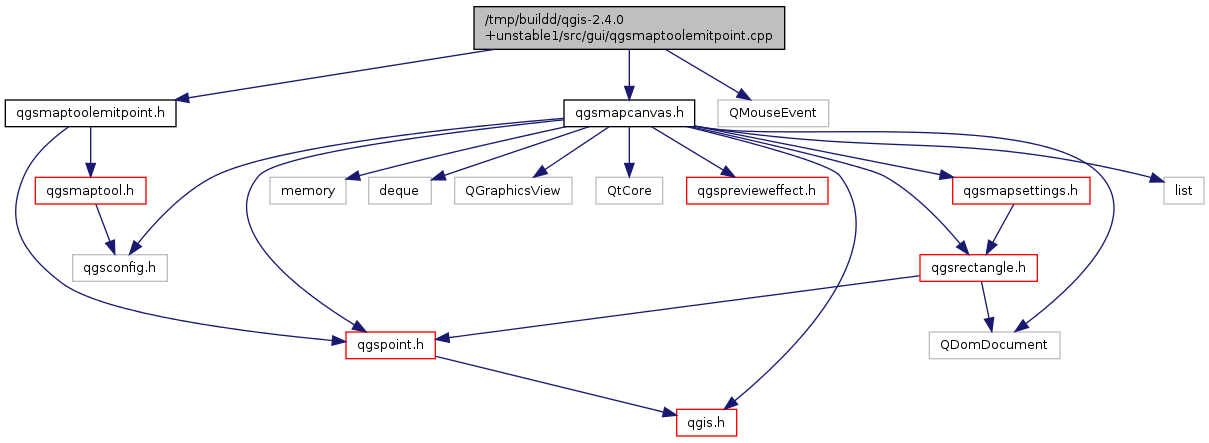 /tmp/buildd/qgis-2.4.0
+unstable1/src/gui/qgsmaptoolemitpoint.cpp
qgsmaptoolemitpoint.h
qgsmapcanvas.h
QMouseEvent
qgsmaptool.h
memory
deque
QGraphicsView
QtCore
qgsprevieweffect.h
qgsmapsettings.h
list
qgsconfig.h
qgsrectangle.h
qgspoint.h
QDomDocument
qgis.h